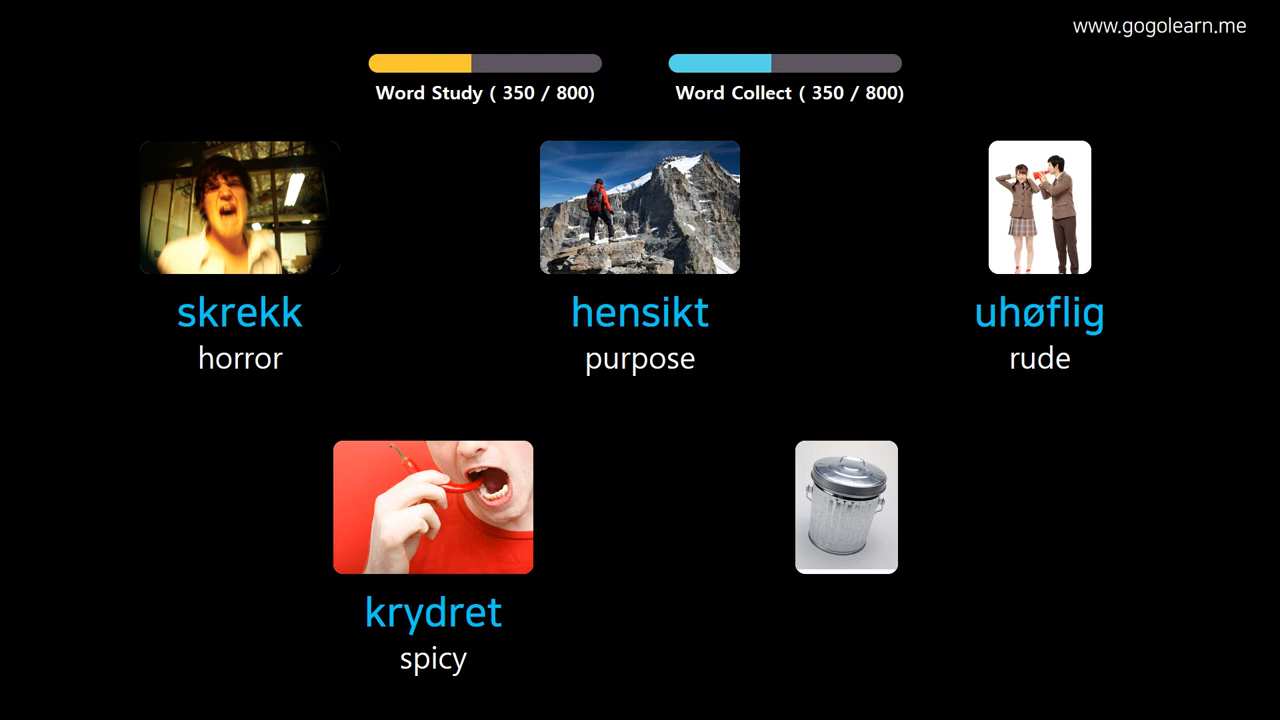 www.gogolearn.me
Word Study ( 350 / 800)
Word Collect ( 350 / 800)
skrekk
horror
hensikt
purpose
uhøflig
rude
krydret
spicy